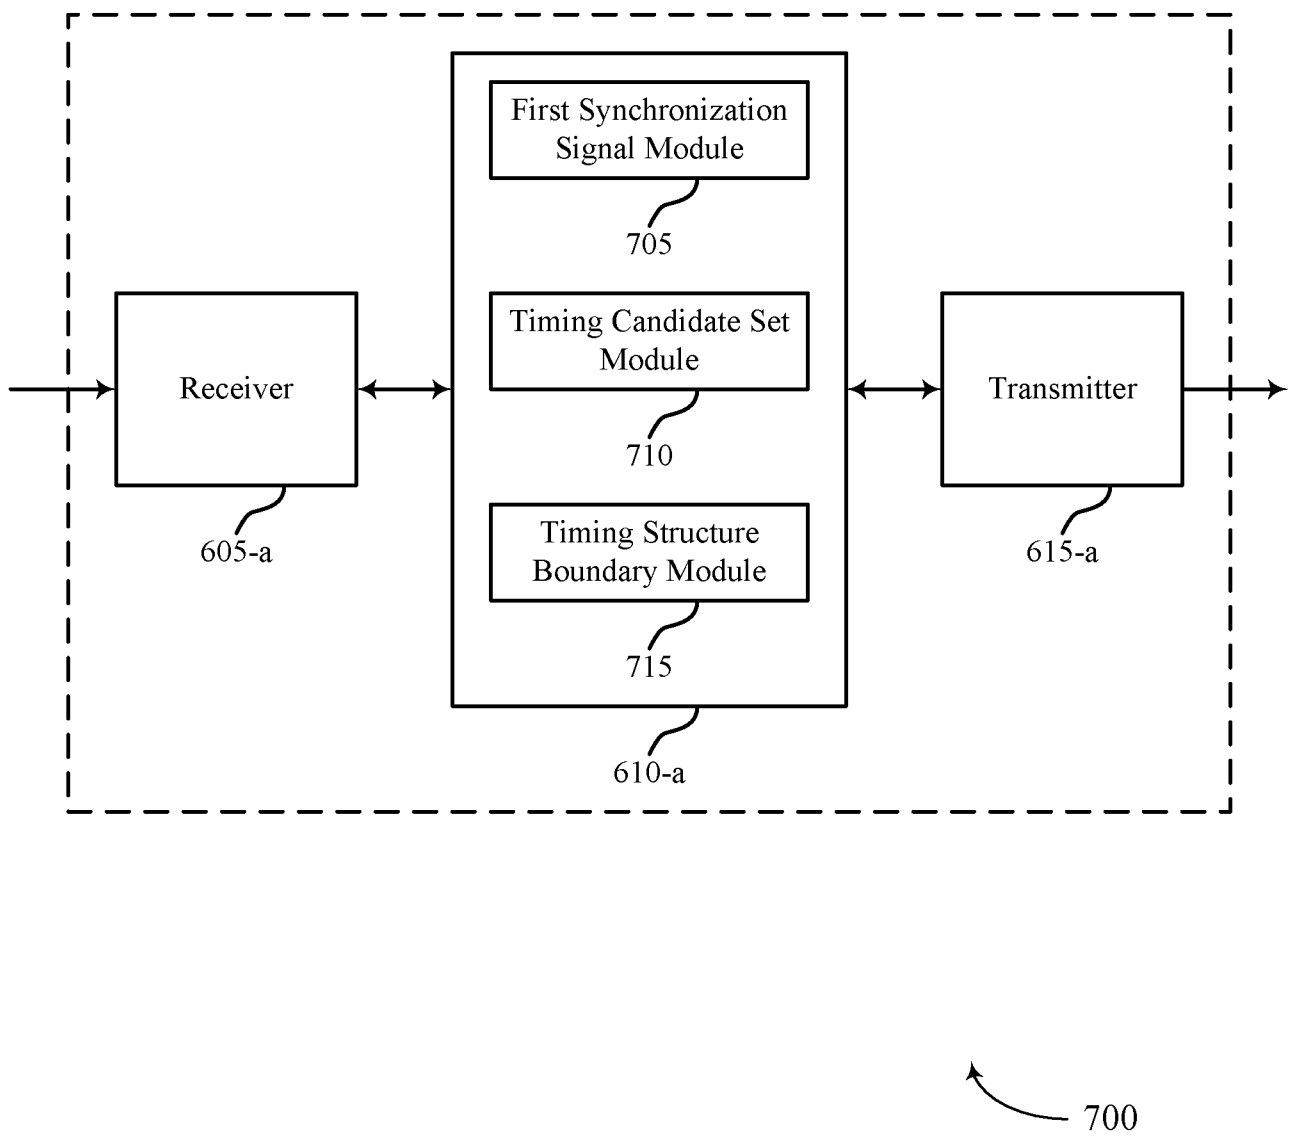 First Synchronization
Signal Module
705
Timing Candidate Set
Module
710
Timing Structure
Boundary Module
715
610-a
Receiver
605-a
Transmitter
615-a
700